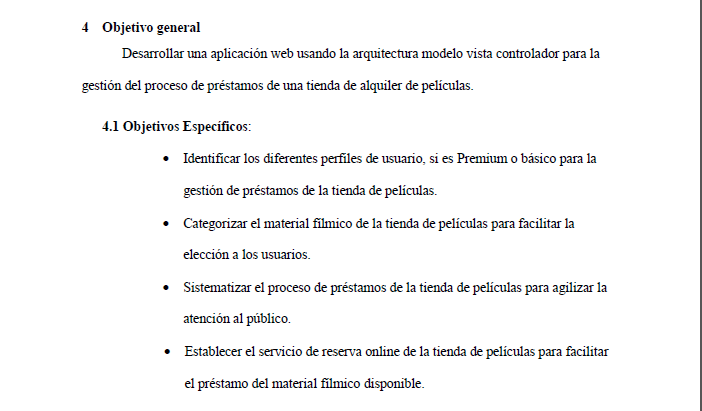 4 Objetivo general
Desarrollar una aplicación web usando la arquitectura modelo vista controlador para la
gestión del proceso de préstamos de una tienda de alquiler de películas.
4.1 Objetivos Específicos:
• Identificar los diferentes perfiles de usuario, si es Premium o básico para la
gestión de préstamos de la tienda de películas.
• Categorizar el material fílmico de la tienda de películas para facilitar la
elección a los usuarios.
• Sistematizar el proceso de préstamos de la tienda de películas para agilizar la
atención al público.
• Establecer el servicio de reserva online de la tienda de películas para facilitar
el préstamo del material fílmico disponible.